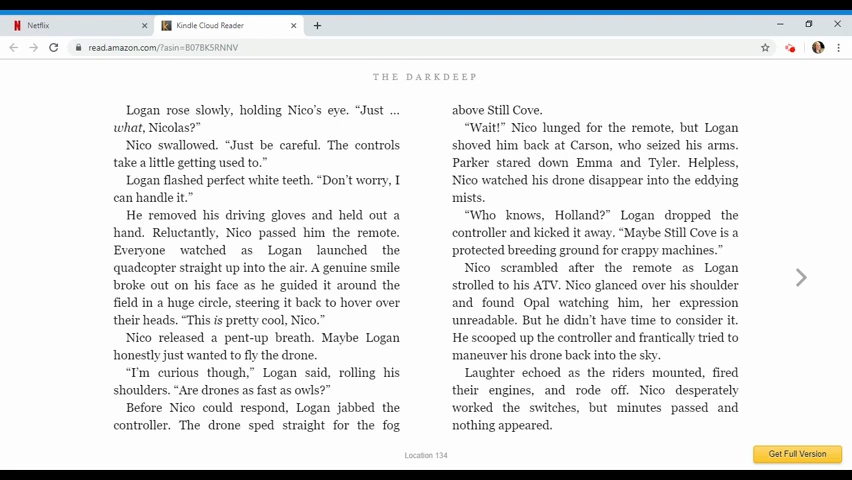 Netflix
Kindle Cloud Reader
read.amazon.com/?asin=B07BK5RNNV
THE DARKDEEP
Logan rose slowly, holding Nico's eye. “Just ...
what, Nicolas?”
Nico swallowed. “Just be careful. The controls
take a little getting used to.”
Logan flashed perfect white teeth. “Don't worry, I
can handle it.”
He removed his driving gloves and held out a
hand. Reluctantly, Nico passed him the remote.
Everyone watched as Logan launched the
quadcopter straight up into the air. A genuine smile
broke out on his face as he guided it around the
field in a huge circle, steering it back to hover over
their heads. “This is pretty cool, Nico.”
Nico released a pent-up breath. Maybe Logan
honestly just wanted to fly the drone.
“I'm curious though,” Logan said, rolling his
shoulders. “Are drones as fast as owls?”
Before Nico could respond, Logan jabbed the
controller. The drone sped straight for the fog
above Still Cove.
“Wait!” Nico lunged for the remote, but Logan
shoved him back at Carson, who seized his arms.
Parker stared down Emma and Tyler. Helpless,
Nico watched his drone disappear into the eddying
mists.
“Who knows, Holland?” Logan dropped the
controller and kicked it away. “Maybe Still Cove is a
protected breeding ground for crappy machines.”
Nico scrambled after the remote as Logan
strolled to his ATV. Nico glanced over his shoulder
and found Opal watching him, her expression
unreadable. But he didn't have time to consider it.
He scooped up the controller and frantically tried to
maneuver his drone back into the sky.
Laughter echoed as the riders mounted, fired
their engines, and rode off. Nico desperately
worked the switches, but minutes passed and
nothing appeared.
Location 134
Get Full Version